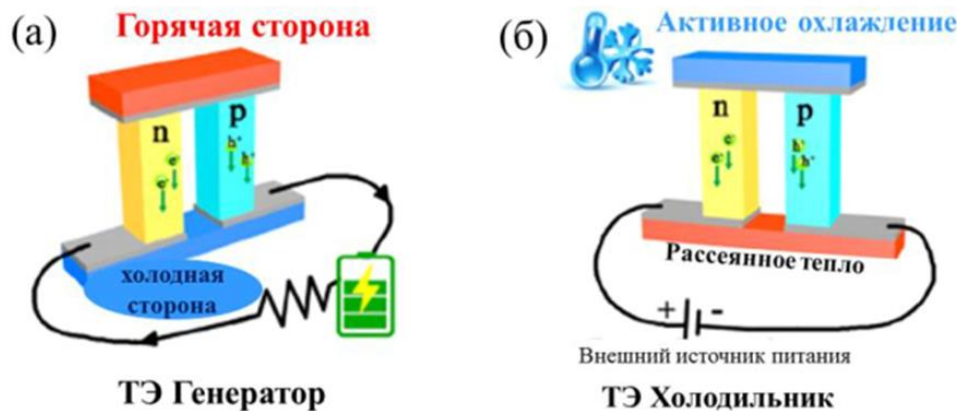 (а)
Горячая сторона
n
p
e⁻
e⁻
h⁺
h⁺
холодная
сторона
ТЭ Генератор
(б)
Активное охлаждение
n
p
e⁻
e⁻
h⁺
h⁺
Рассеянное тепло
+ -
Внешний источник питания
ТЭ Холодильник